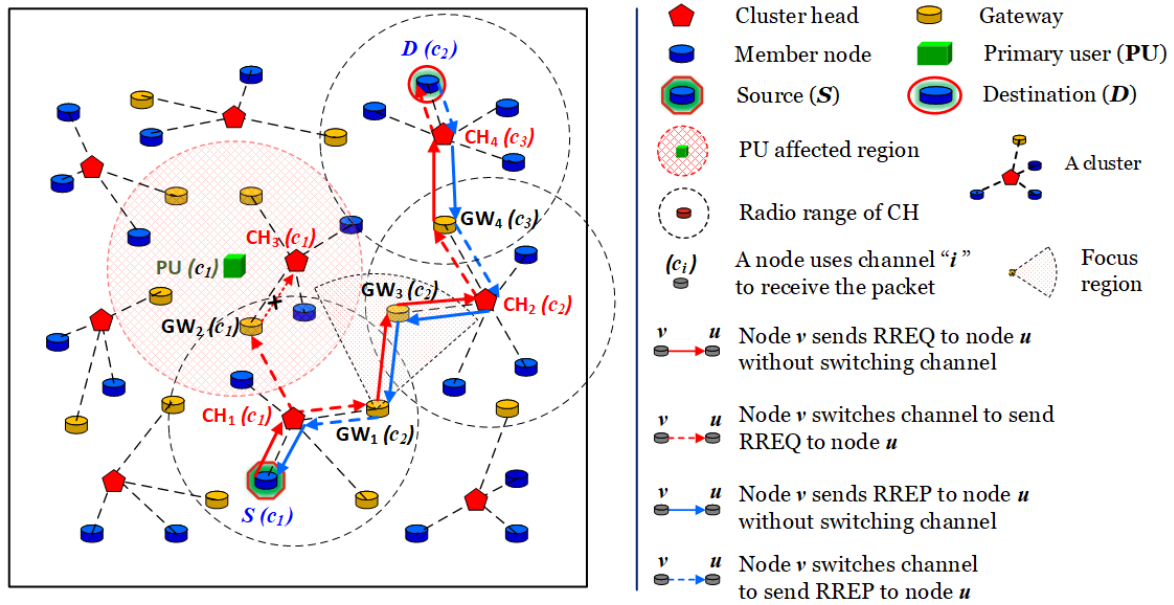 D (c2)
CH4 (c3)
GW4 (c3)
CH3 (c1)
PU (c1)
GW3 (c2)
CH2 (c2)
GW2 (c1)
CH1 (c1)
GW1 (c2)
S (c1)
Cluster head
Gateway
Member node
Primary user (PU)
Source (S)
Destination (D)
PU affected region
A cluster
Radio range of CH
(ci)
A node uses channel “i ”
to receive the packet
Focus
region
v u
Node v sends RREQ to node u
without switching channel
v u
Node v switches channel to send
RREQ to node u
v u
Node v sends RREP to node u
without switching channel
v u
Node v switches channel
to send RREP to node u